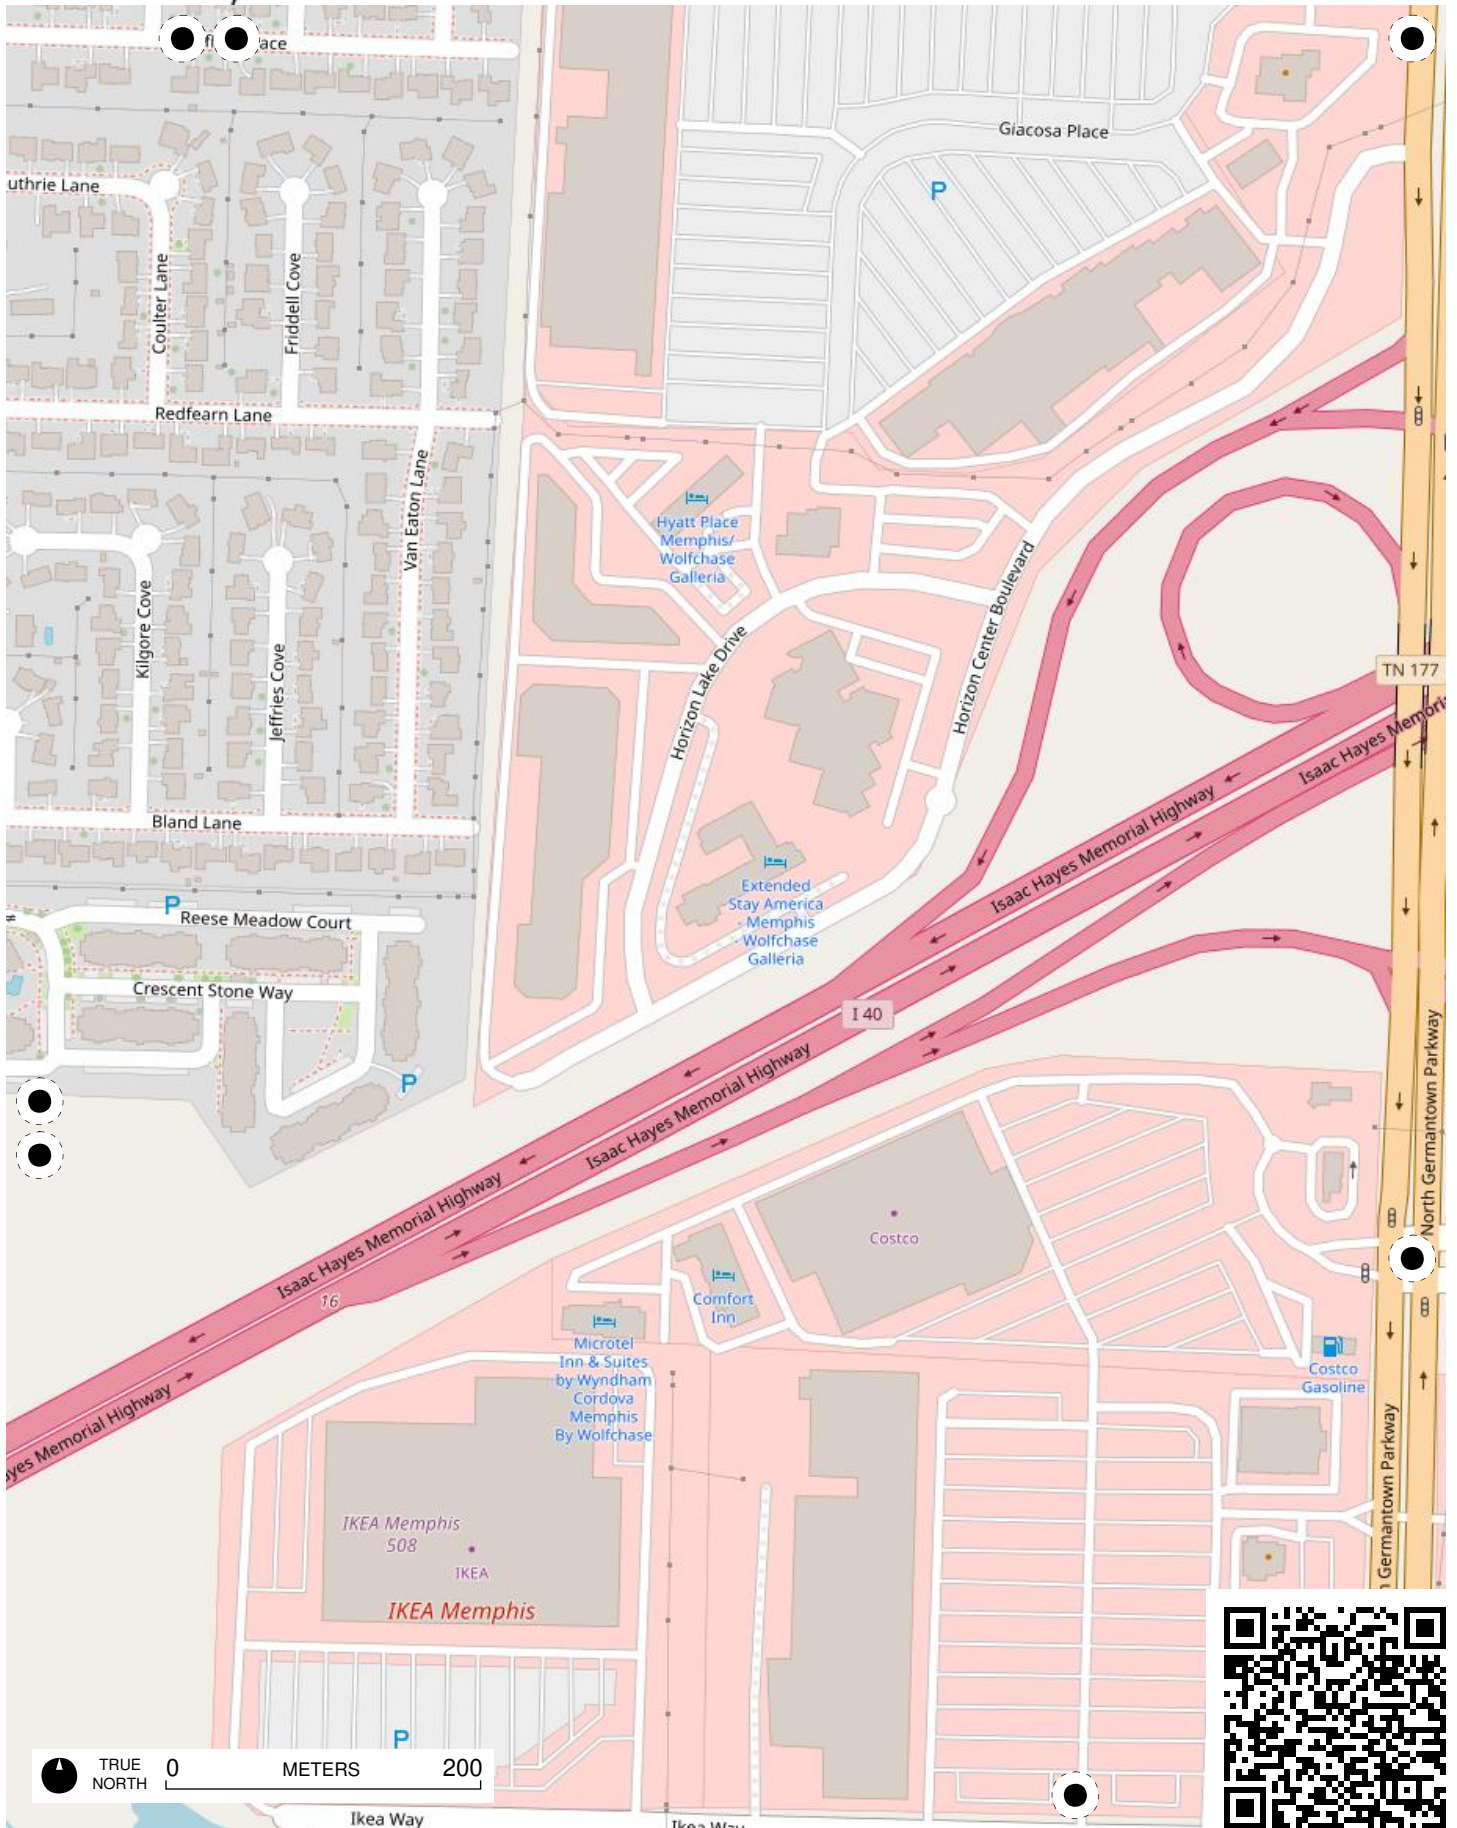 ace
Giacosa Place
uthrie Lane
P
Coulter Lane
Friddell Cove
Redfearn Lane
Van Eaton Lane
Hyatt Place
Memphis/
Wolfchase
Galleria
Horizon Center Boulevard
Kilgore Cove
Jeffries Cove
Horizon Lake Drive
TN 177
Isaac Hayes Memori
Isaac Hayes Memorial Highway
Bland Lane
Extended
Stay America
- Memphis
- Wolfchase
Galleria
P
Reese Meadow Court
Crescent Stone Way
I 40
Isaac Hayes Memorial Highway
North Germantown Parkway
P
Isaac Hayes Memorial Highway
16
Costco
Comfort
Inn
Microtel
Inn & Suites
by Wyndham
Cordova
Memphis
By Wolfchase
Costco
Gasoline
ayes Memorial Highway
n Germantown Parkway
IKEA Memphis
508
IKEA
IKEA Memphis
P
TRUE
NORTH
0 METERS 200
Ikea Way
Ikea Way